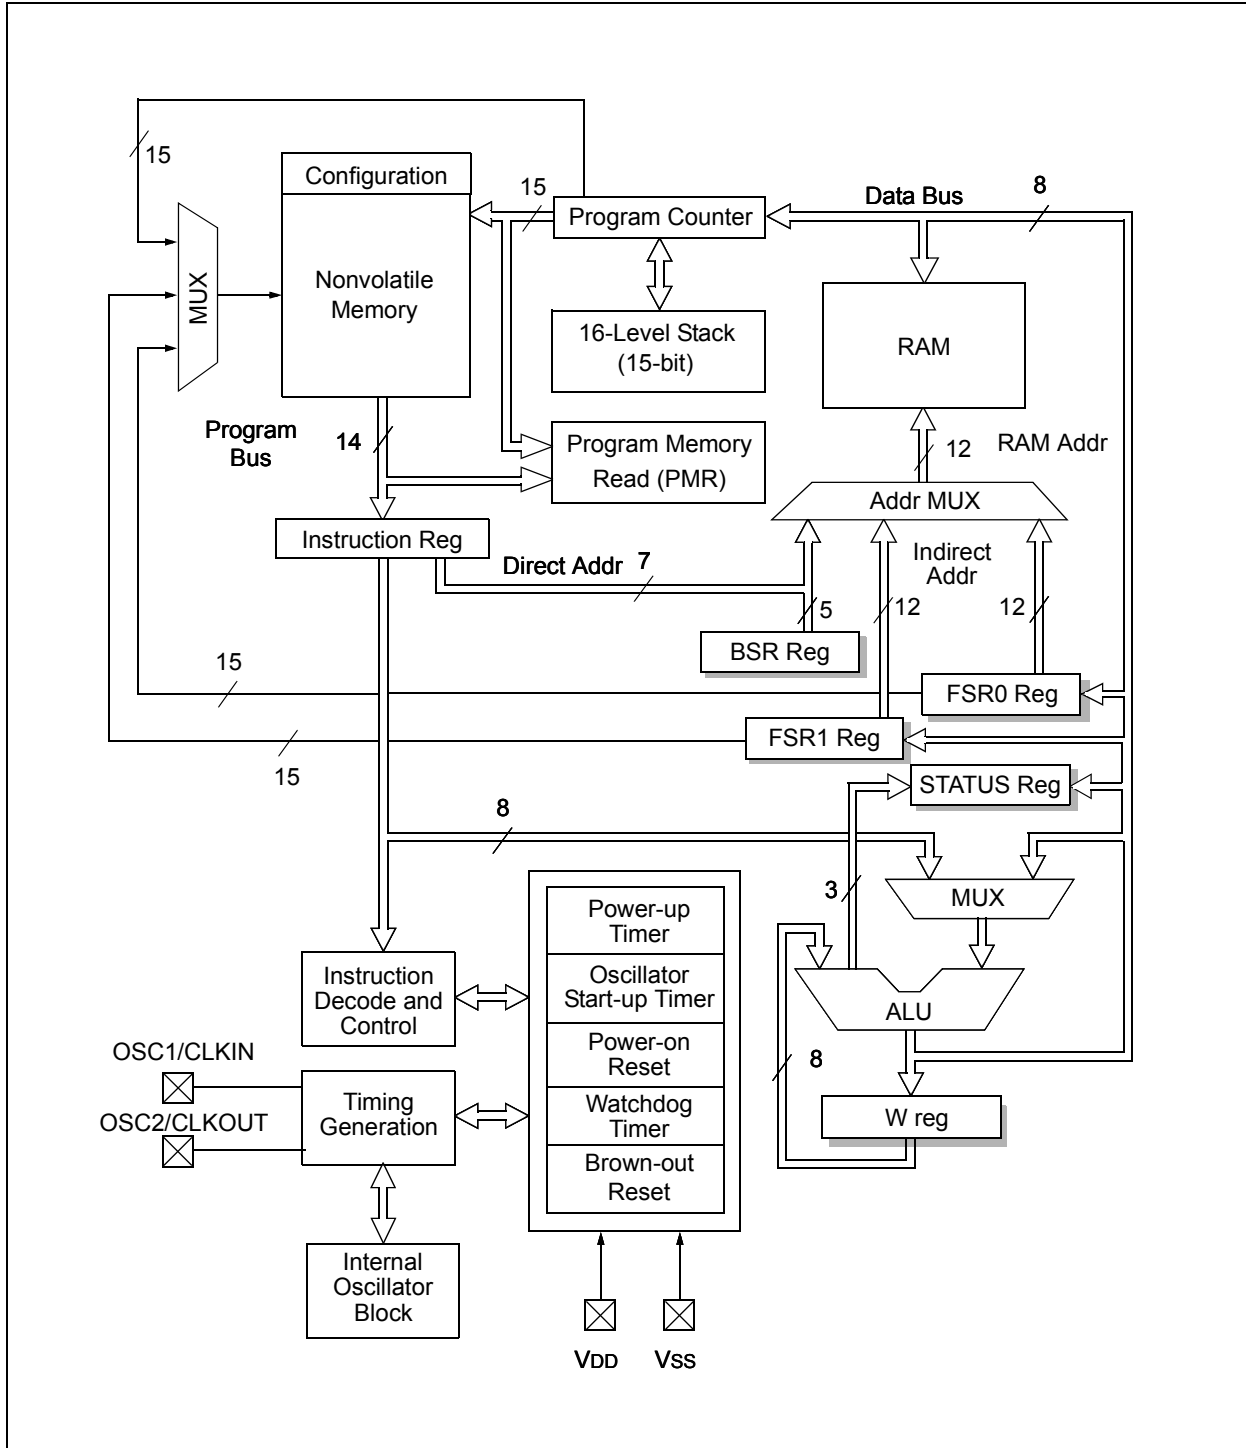 15
Configuration
15
Program Counter
Data Bus
8
MUX
Nonvolatile
Memory
16-Level Stack
(15-bit)
RAM
Program
Bus
14
Program Memory
Read (PMR)
12
RAM Addr
Addr MUX
Instruction Reg
Direct Addr
7
Indirect
Addr
5
12
12
BSR Reg
15
FSR0 Reg
15
FSR1 Reg
STATUS Reg
8
3
MUX
Power-up
Timer
Oscillator
Start-up Timer
Power-on
Reset
Watchdog
Timer
Brown-out
Reset
Instruction
Decode and
Control
ALU
8
W reg
OSC1/CLKIN
OSC2/CLKOUT
Timing
Generation
Internal
Oscillator
Block
VDD
VSS